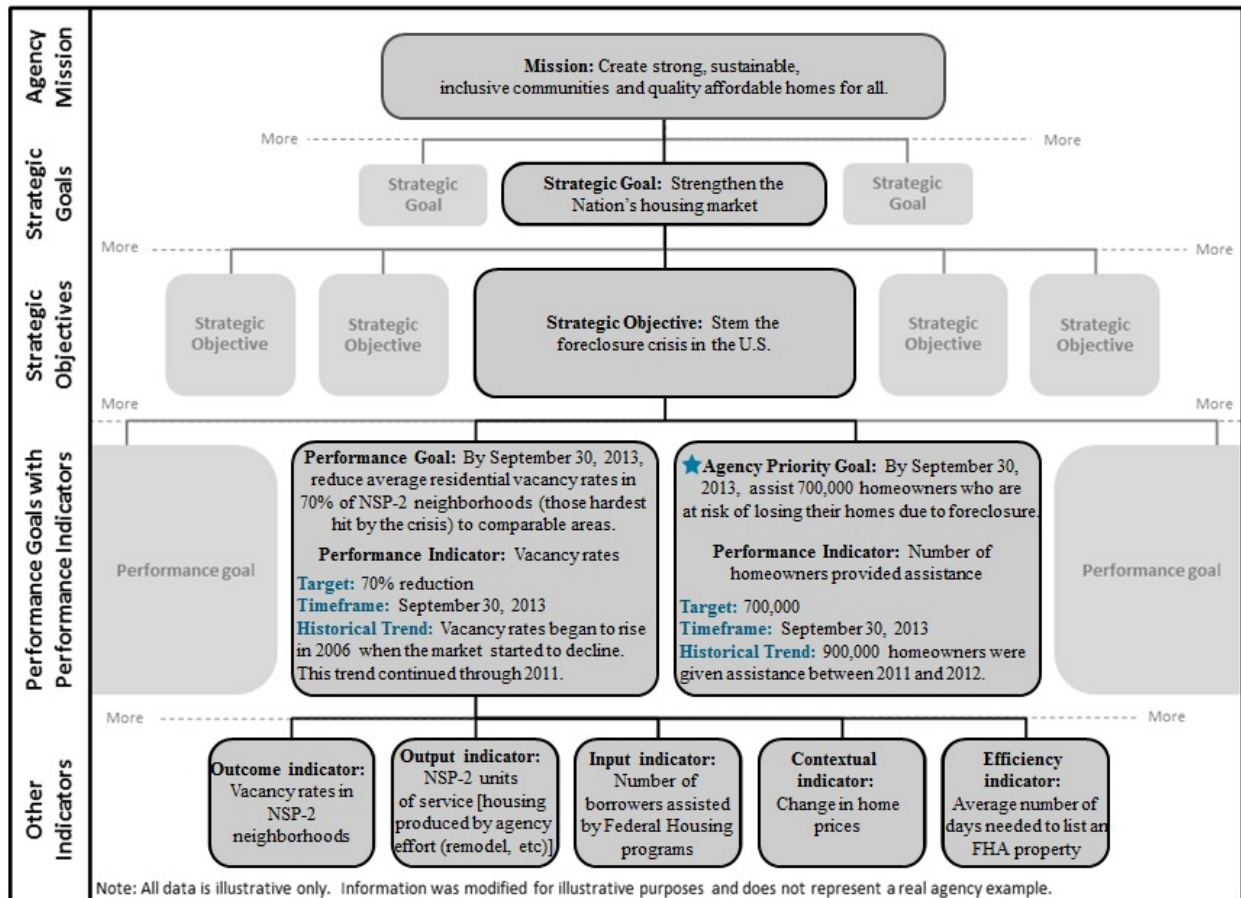 Agency
Mission
Mission: Create strong, sustainable,
inclusive communities and quality affordable homes for all.
More
More
Strategic
Goals
Strategic
Goal
Strategic Goal: Strengthen the
Nation's housing market
Strategic
Goal
More
More
Strategic
Objectives
Strategic
Objective
Strategic
Objective
Strategic Objective: Stem the
foreclosure crisis in the U.S.
Strategic
Objective
Strategic
Objective
More
More
Performance Goals with
Performance Indicators
Performance goal
Performance Goal: By September 30, 2013,
reduce average residential vacancy rates in
70% of NSP-2 neighborhoods (those hardest
hit by the crisis) to comparable areas.
Performance Indicator: Vacancy rates
Target: 70% reduction
Timeframe: September 30, 2013
Historical Trend: Vacancy rates began to rise
in 2006 when the market started to decline.
This trend continued through 2011.
Agency Priority Goal: By September 30,
2013, assist 700,000 homeowners who are
at risk of losing their homes due to foreclosure.
Performance Indicator: Number of
homeowners provided assistance
Target: 700,000
Timeframe: September 30, 2013
Historical Trend: 900,000 homeowners were
given assistance between 2011 and 2012.
Performance goal
More
More
Other
Indicators
Outcome indicator:
Vacancy rates in
NSP-2
neighborhoods
Output indicator:
NSP-2 units
of service [housing
produced by agency
effort (remodel, etc)]
Input indicator:
Number of
borrowers assisted
by Federal Housing
programs
Contextual
indicator:
Change in home
prices
Efficiency
indicator:
Average number of
days needed to list an
FHA property
Note: All data is illustrative only. Information was modified for illustrative purposes and does not represent a real agency example.